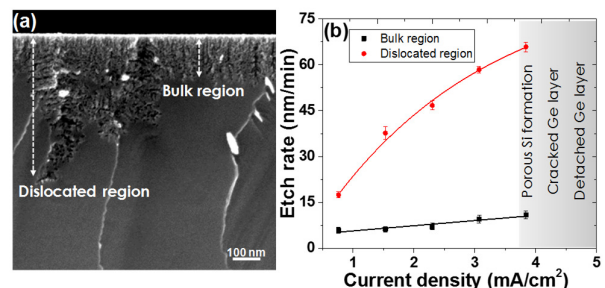 (a)
Bulk region
Dislocated region
100 nm
(b)
Bulk region
Dislocated region
Etch rate (nm/min)
75
60
45
30
15
0
Porous Si formation
Cracked Ge layer
Detached Ge layer
1 2 3 4 5
Current density (mA/cm²)